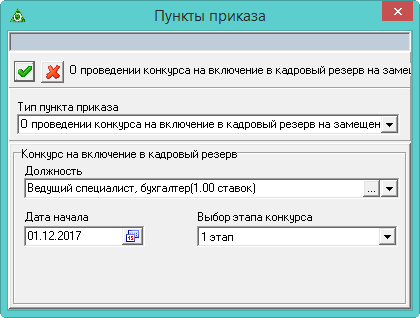 Пункты приказа
О проведении конкурса на включение в кадровый резерв на замещ
Тип пункта приказа
О проведении конкурса на включение в кадровый резерв на замещен
Конкурс на включение в кадровый резерв
Должность
Ведущий специалист, бухгалтер(1.00 ставок) ...
Дата начала Выбор этапа конкурса
01.12.2017 1 этап